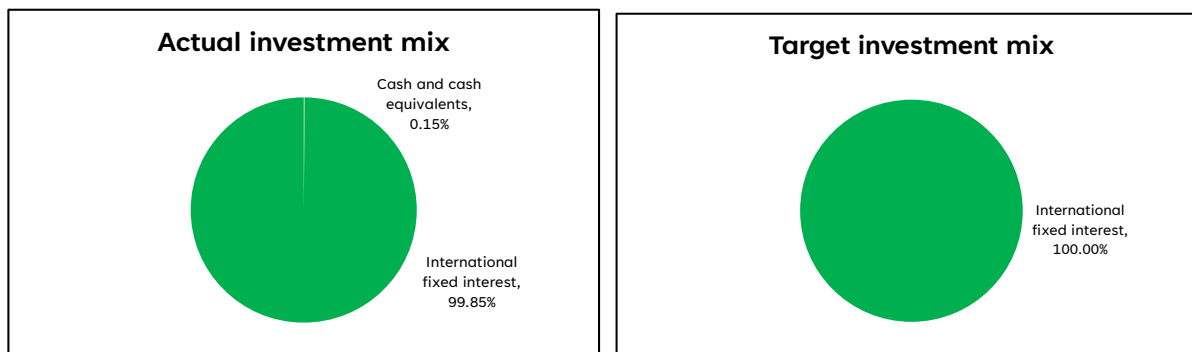 Actual investment mix
Cash and cash
equivalents,
0.15%
International
fixed interest,
99.85%
Target investment mix
International
fixed interest,
100.00%